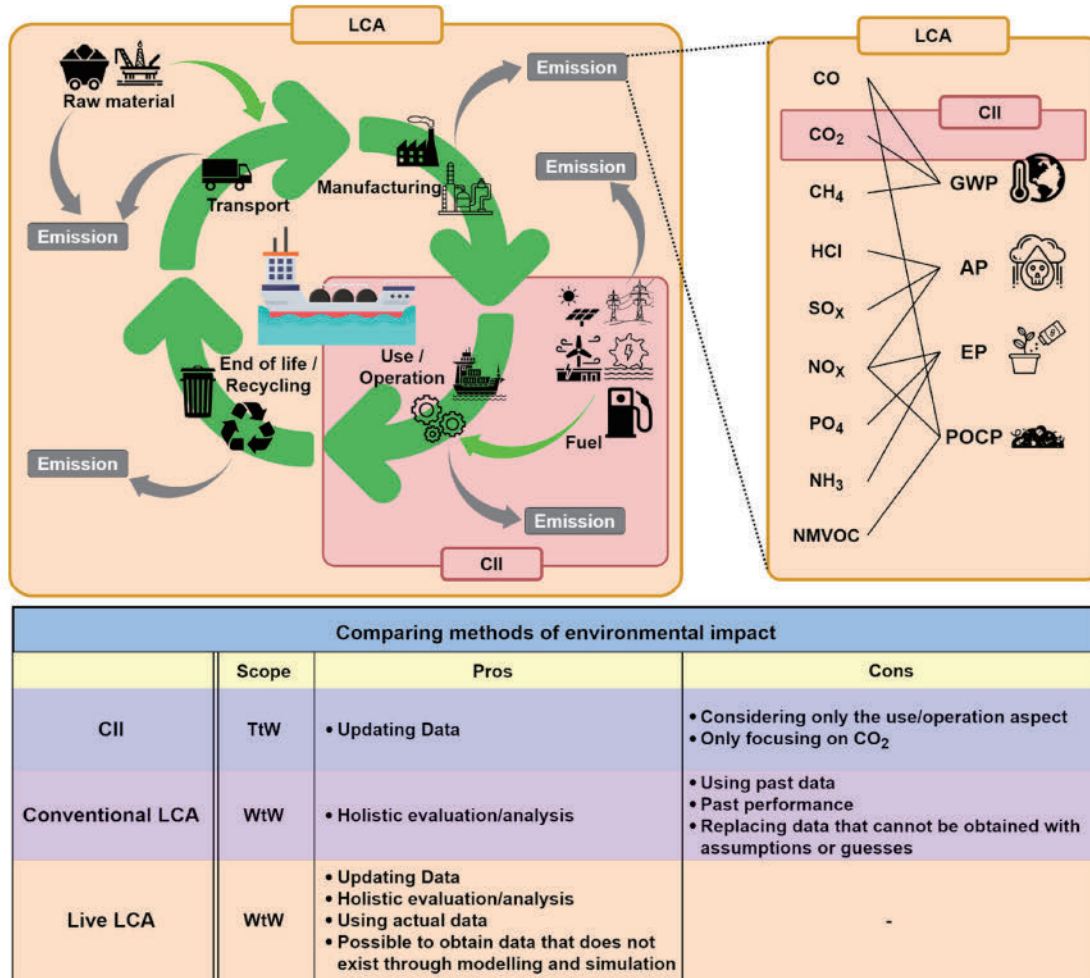 LCA
Raw material
Emission
Transport
Manufacturing
Emission
Emission
End of life /
Recycling
Emission
Use /
Operation
Fuel
Emission
CII
LCA
CII
CO
CO₂
CH₄
HCl
SOX
NOX
PO₄
NH₃
NMVOC
GWP
AP
EP
POCP
Comparing methods of environmental impact
Scope Pros Cons
CII TtW • Updating Data • Considering only the use/operation aspect
• Only focusing on CO₂
Conventional LCA WtW • Holistic evaluation/analysis • Using past data
• Past performance
• Replacing data that cannot be obtained with
assumptions or guesses
Live LCA WtW • Updating Data -
• Holistic evaluation/analysis
• Using actual data
• Possible to obtain data that does not
exist through modelling and simulation